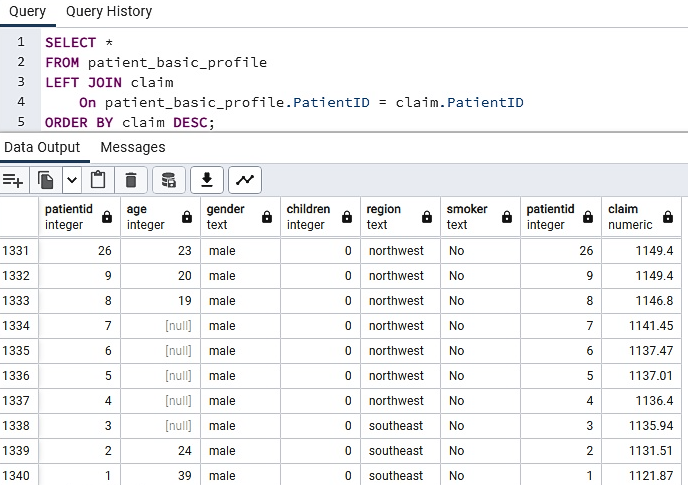 Query Query History
1 SELECT *
2 FROM patient_basic_profile
3 LEFT JOIN claim
4 On patient_basic_profile.PatientID = claim.PatientID
5 ORDER BY claim DESC;
Data Output Messages
patientid age gender children region smoker patientid claim
integer integer text integer text text integer numeric
1331 26 23 male 0 northwest No 26 1149.4
1332 9 20 male 0 northwest No 9 1149.4
1333 8 19 male 0 northwest No 8 1146.8
1334 7 [null] male 0 northwest No 7 1141.45
1335 6 [null] male 0 northwest No 6 1137.47
1336 5 [null] male 0 northwest No 5 1137.01
1337 4 [null] male 0 northwest No 4 1136.4
1338 3 [null] male 0 southeast No 3 1135.94
1339 2 24 male 0 southeast No 2 1131.51
1340 1 39 male 0 southeast No 1 1121.87